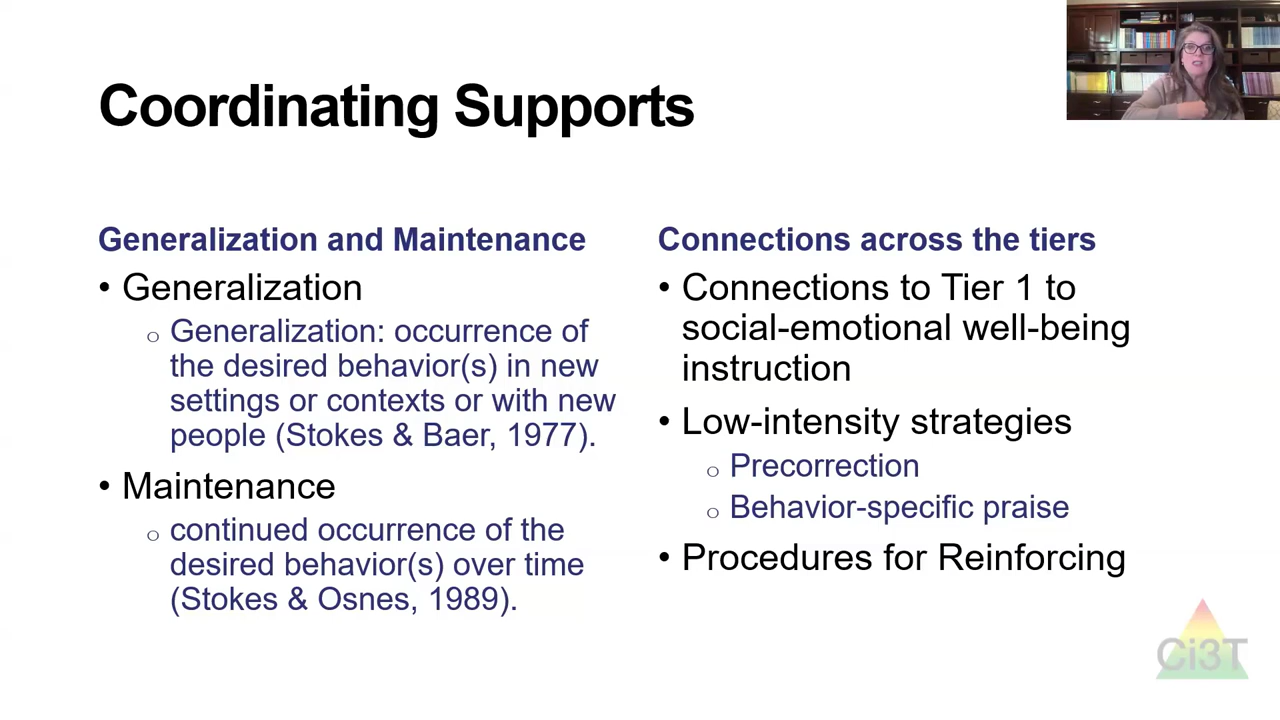 Coordinating Supports
Generalization and Maintenance
• Generalization
o Generalization: occurrence of
the desired behavior(s) in new
settings or contexts or with new
people (Stokes & Baer, 1977).
• Maintenance
o continued occurrence of the
desired behavior(s) over time
(Stokes & Osnes, 1989).
Connections across the tiers
• Connections to Tier 1 to
social-emotional well-being
instruction
• Low-intensity strategies
o Precorrection
o Behavior-specific praise
• Procedures for Reinforcing
Ci3T